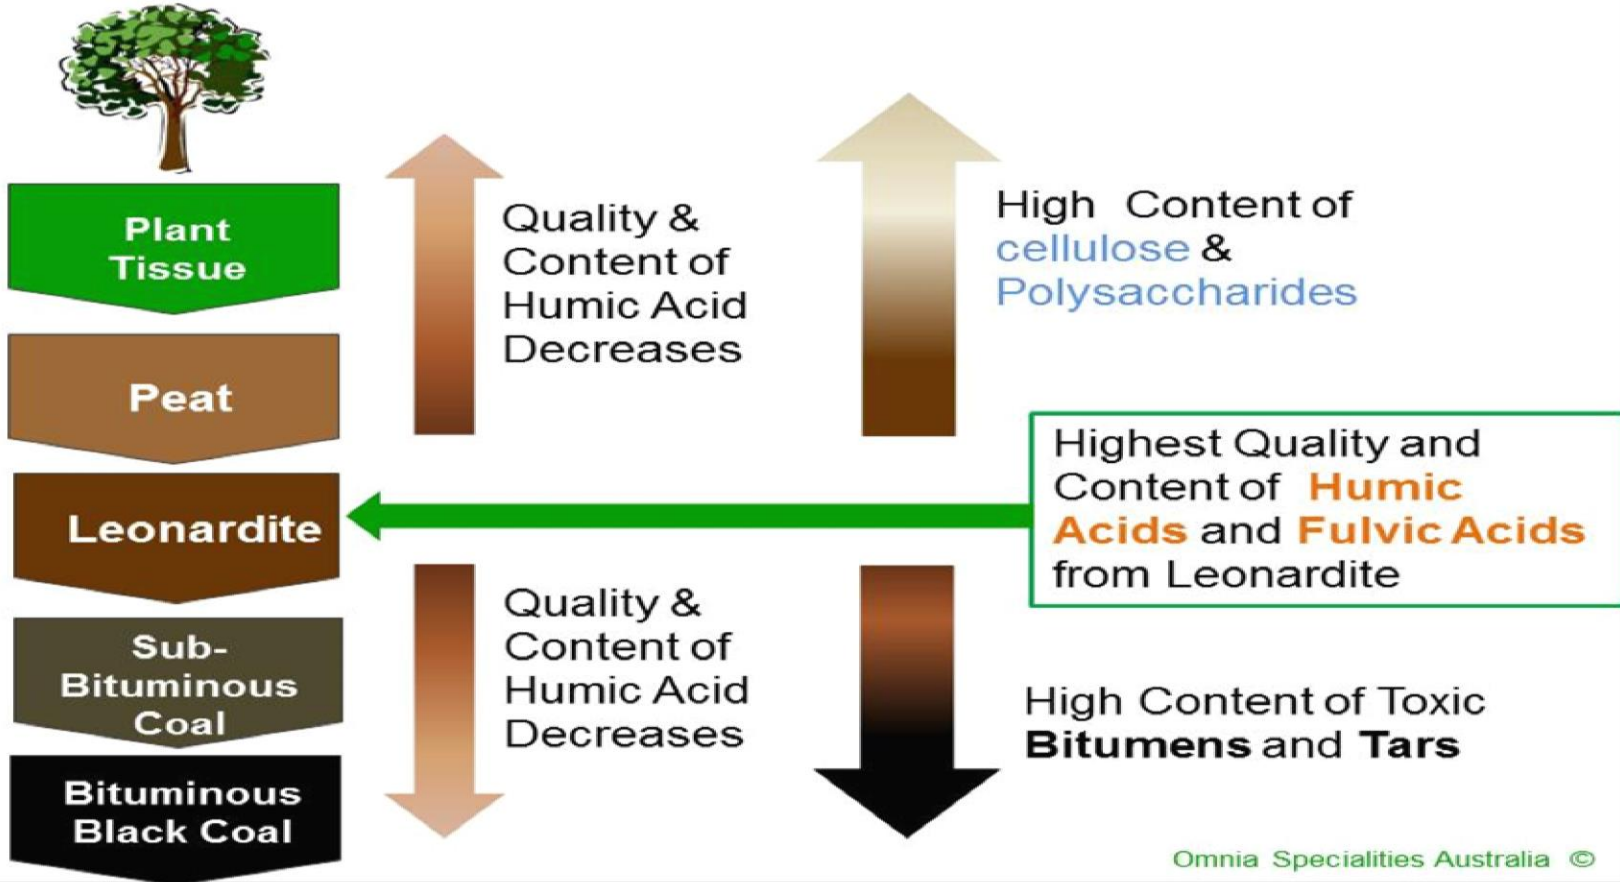 Plant
Tissue
Peat
Leonardite
Sub-
Bituminous
Coal
Bituminous
Black Coal
Quality &
Content of
Humic Acid
Decreases
Quality &
Content of
Humic Acid
Decreases
High Content of
cellulose &
Polysaccharides
Highest Quality and
Content of Humic
Acids and Fulvic Acids
from Leonardite
High Content of Toxic
Bitumens and Tars
Omnia Specialities Australia ©